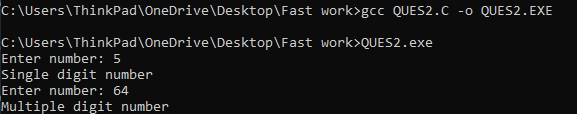 C:\Users\ThinkPad\OneDrive\Desktop\Fast work>gcc QUES2.C -o QUES2.EXE
C:\Users\ThinkPad\OneDrive\Desktop\Fast work>QUES2.exe
Enter number: 5
Single digit number
Enter number: 64
Multiple digit number